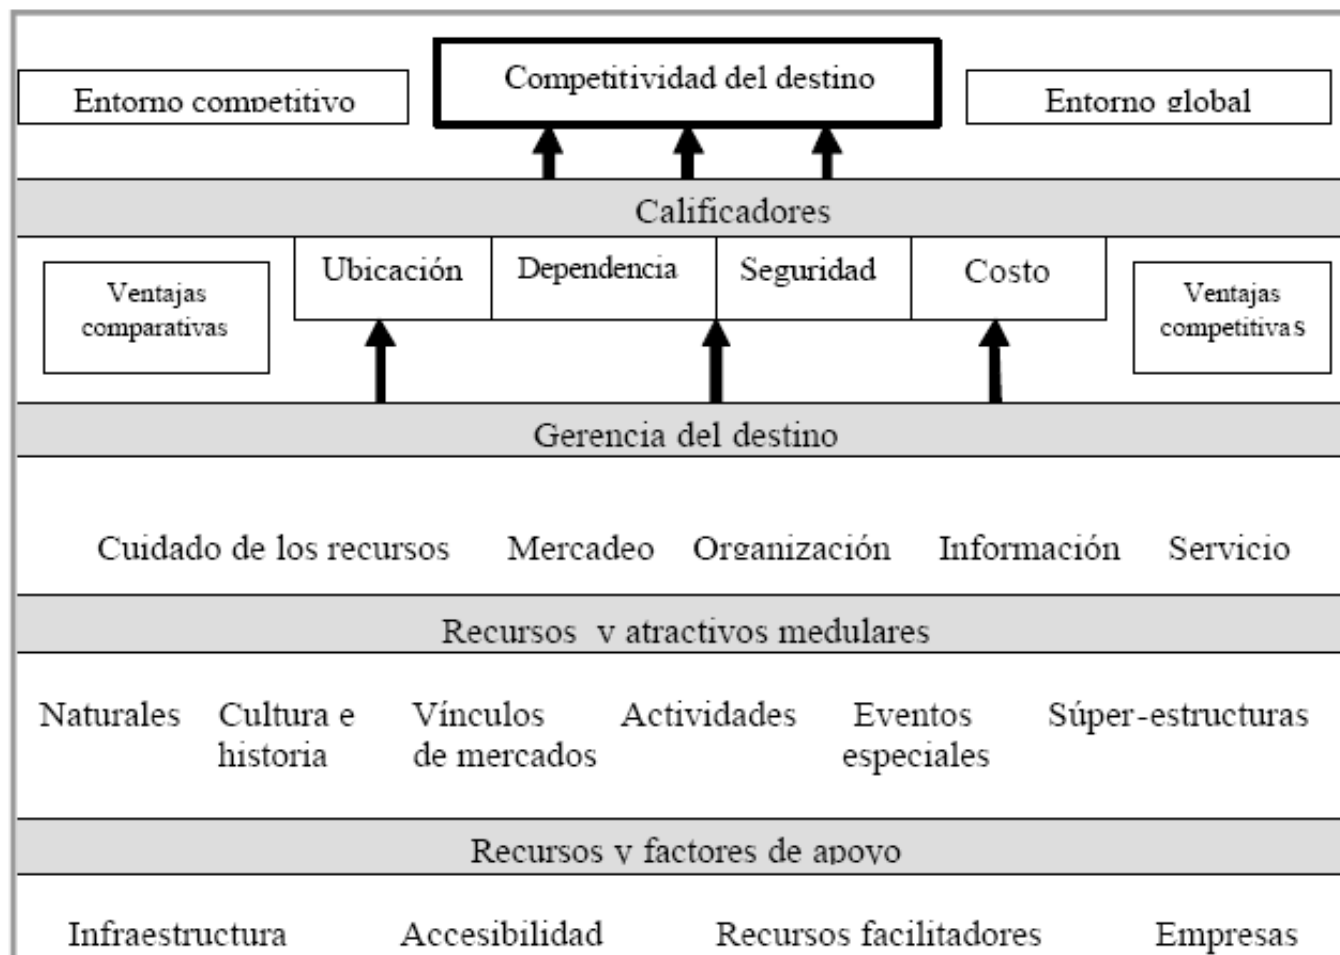 Competitividad del destino
Entorno competitivo
Entorno global
Calificadores
Ubicación Dependencia Seguridad Costo
Ventajas
comparativas
Ventajas
competitivas
Gerencia del destino
Cuidado de los recursos Mercadeo Organización Información Servicio
Recursos y atractivos medulares
Naturales Cultura e Vínculos Actividades Eventos Súper-estructuras
historia de mercados especiales
Recursos y factores de apoyo
Infraestructura Accesibilidad Recursos facilitadores Empresas